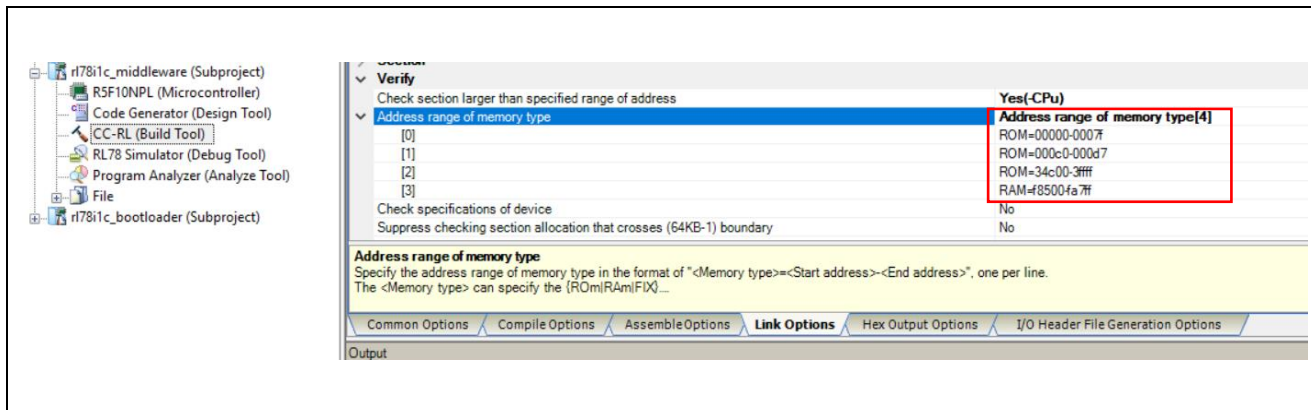 rl78i1c_middleware (Subproject)
R5F10NPL (Microcontroller)
Code Generator (Design Tool)
CC-RL (Build Tool)
RL78 Simulator (Debug Tool)
Program Analyzer (Analyze Tool)
File
rl78i1c_bootloader (Subproject)
Section
Verify
Check section larger than specified range of address Yes(-CPu)
Address range of memory type Address range of memory type[4]
[0] ROM=00000-0007f
[1] ROM=000c0-000d7
[2] ROM=34c00-3ffff
[3] RAM=f8500-fa7ff
Check specifications of device No
Suppress checking section allocation that crosses (64KB-1) boundary No
Address range of memory type
Specify the address range of memory type in the format of "<Memory type>=<Start address>-<End address>", one per line.
The <Memory type> can specify the {ROm|RAm|FIX}....
Common Options Compile Options Assemble Options Link Options Hex Output Options I/O Header File Generation Options
Output